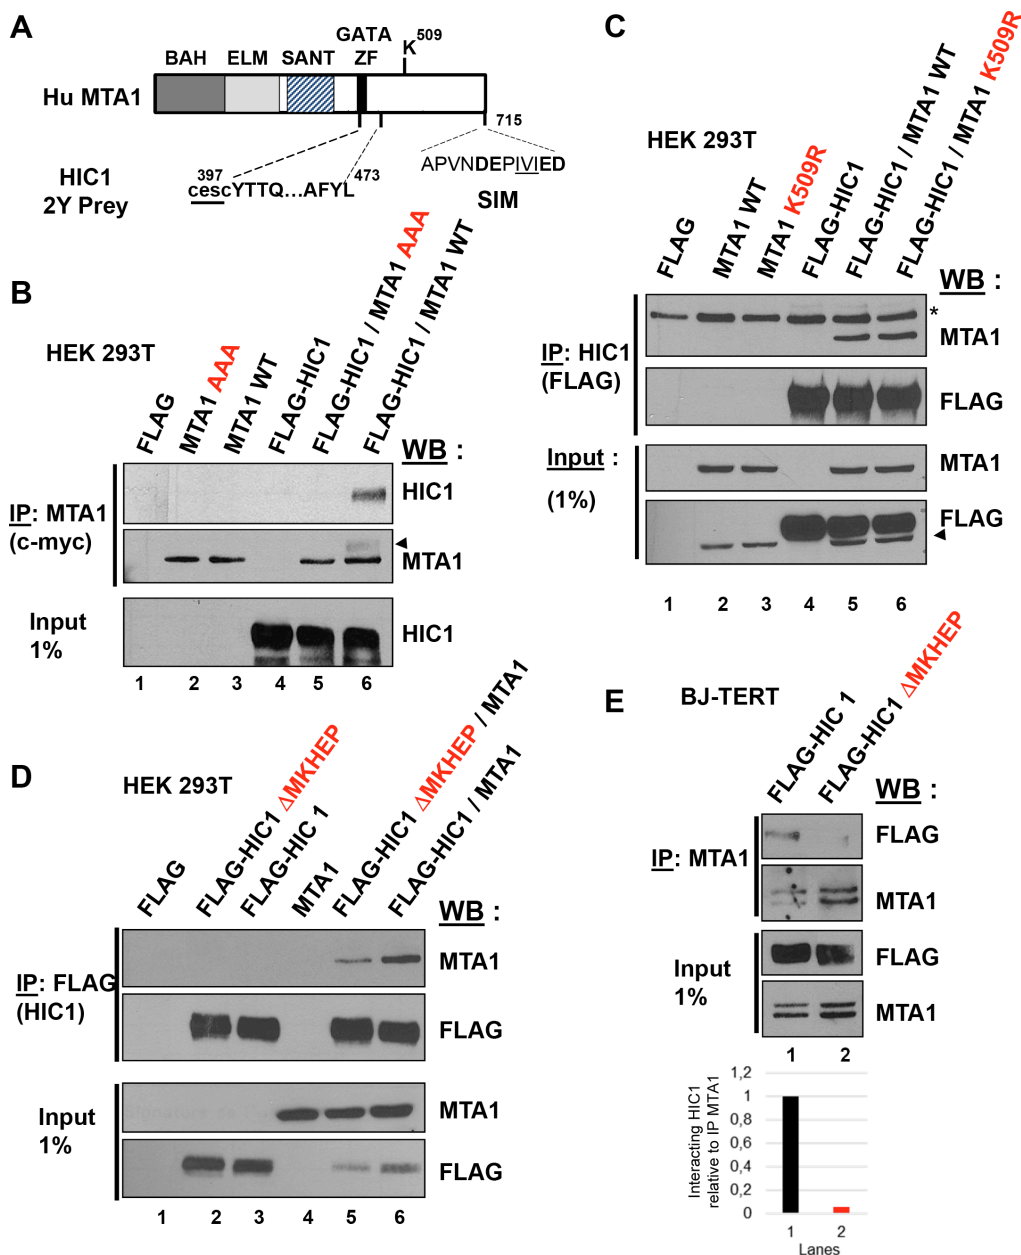 A
GATA
K509
BAH
ELM
SANT
ZF
Hu MTA1
715
397
473
APVNDEPIVIED
HIC1
2Y Prey
cescYTTQ...AFYL
SIM
B
HEK 293T
FLAG
MTA1 AAA
MTA1 WT
FLAG-HIC1
FLAG-HIC1 / MTA1 AAA
FLAG-HIC1 / MTA1 WT
WB :
IP: MTA1
(c-myc)
HIC1
MTA1
Input
1%
HIC1
1 2 3 4 5 6
C
HEK 293T
FLAG
MTA1 WT
MTA1 K509R
FLAG-HIC1
FLAG-HIC1 / MTA1 WT
FLAG-HIC1 / MTA1 K509R
WB :
*
IP: HIC1
(FLAG)
MTA1
FLAG
Input :
(1%)
MTA1
FLAG
1 2 3 4 5 6
D
HEK 293T
FLAG
FLAG-HIC1 ΔMKHEP
FLAG-HIC 1
MTA1
FLAG-HIC1 ΔMKHEP / MTA1
FLAG-HIC1 / MTA1
WB :
IP: FLAG
(HIC1)
MTA1
FLAG
Input
1%
MTA1
FLAG
1 2 3 4 5 6
E
BJ-TERT
FLAG-HIC 1
FLAG-HIC1 ΔMKHEP
WB :
IP: MTA1
FLAG
MTA1
Input
1%
FLAG
MTA1
1 2
Interacting HIC1
relative to IP MTA1
1,2
1
0,8
0,6
0,4
0,2
0
1 2
Lanes